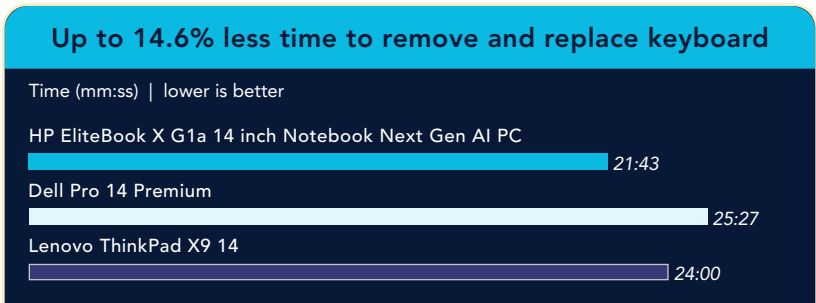 Up to 14.6% less time to remove and replace keyboard
Time (mm:ss) | lower is better
HP EliteBook X G1a 14 inch Notebook Next Gen AI PC
21:43
Dell Pro 14 Premium
25:27
Lenovo ThinkPad X9 14
24:00